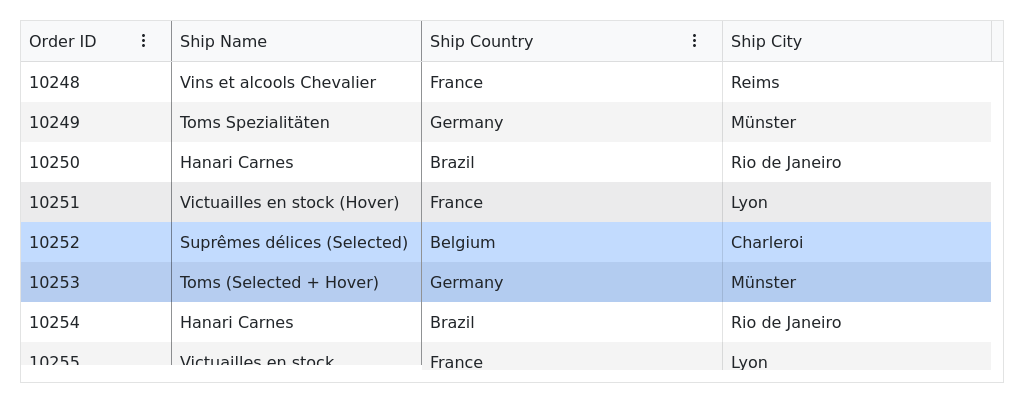 Order ID Ship Name Ship Country Ship City
10248 Vins et alcools Chevalier France Reims
10249 Toms Spezialitäten Germany Münster
10250 Hanari Carnes Brazil Rio de Janeiro
10251 Victuailles en stock (Hover) France Lyon
10252 Suprêmes délices (Selected) Belgium Charleroi
10253 Toms (Selected + Hover) Germany Münster
10254 Hanari Carnes Brazil Rio de Janeiro
10255 Victuailles en stock France Lyon